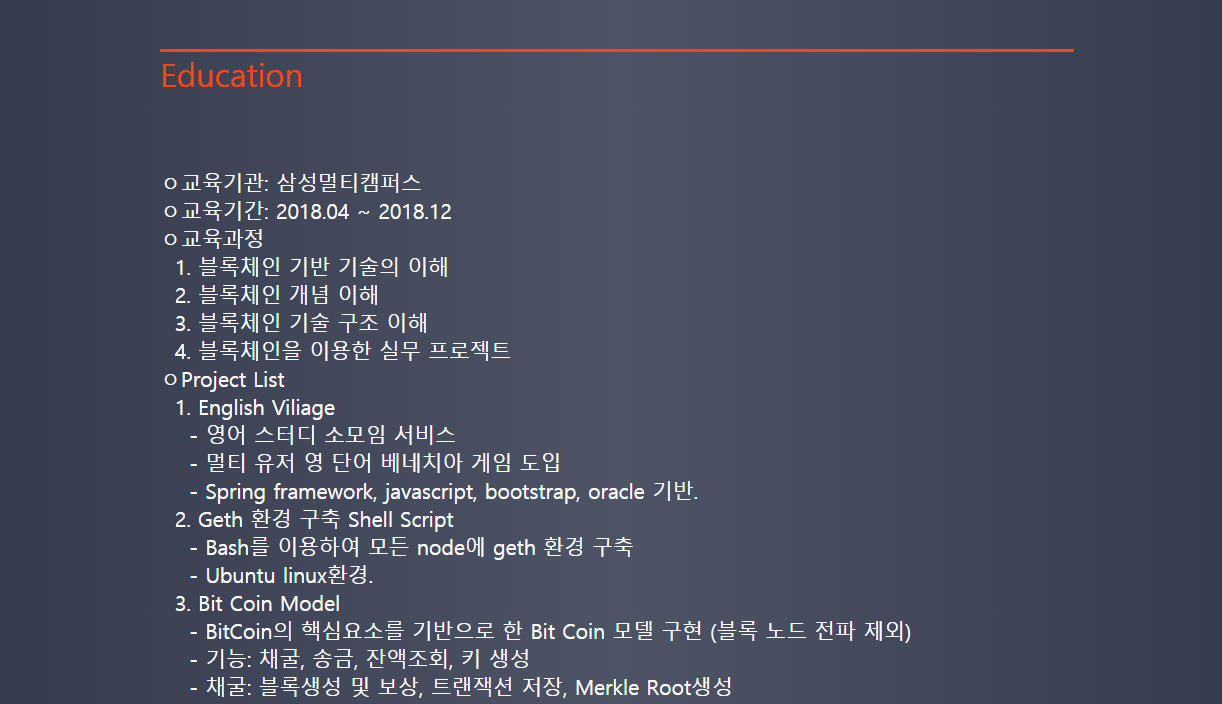 Education
ㅇ교육기관: 삼성멀티캠퍼스
ㅇ교육기간: 2018.04 ~ 2018.12
ㅇ교육과정
1. 블록체인 기반 기술의 이해
2. 블록체인 개념 이해
3. 블록체인 기술 구조 이해
4. 블록체인을 이용한 실무 프로젝트
ㅇProject List
1. English Viliage
- 영어 스터디 소모임 서비스
- 멀티 유저 영 단어 베네치아 게임 도입
- Spring framework, javascript, bootstrap, oracle 기반.
2. Geth 환경 구축 Shell Script
- Bash를 이용하여 모든 node에 geth 환경 구축
- Ubuntu linux환경.
3. Bit Coin Model
- BitCoin의 핵심요소를 기반으로 한 Bit Coin 모델 구현 (블록 노드 전파 제외)
- 기능: 채굴, 송금, 잔액조회, 키 생성
- 채굴: 블록생성 및 보상, 트랜잭션 저장, Merkle Root생성